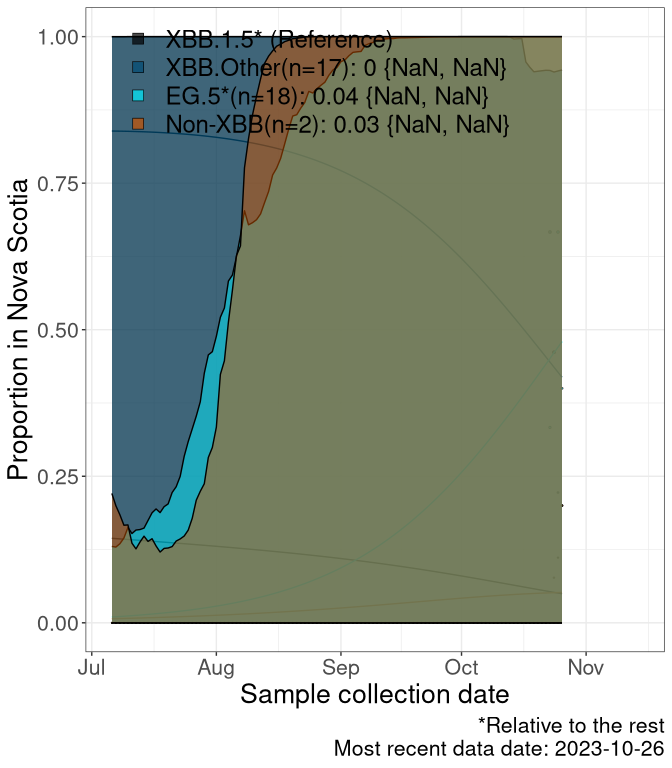 1.00
0.75
0.50
0.25
0.00
Proportion in Nova Scotia
XBB.1.5* (Reference)
XBB.Other(n=17): 0 {NaN, NaN}
EG.5*(n=18): 0.04 {NaN, NaN}
Non-XBB(n=2): 0.03 {NaN, NaN}
Jul Aug Sep Oct Nov
Sample collection date
*Relative to the rest
Most recent data date: 2023-10-26